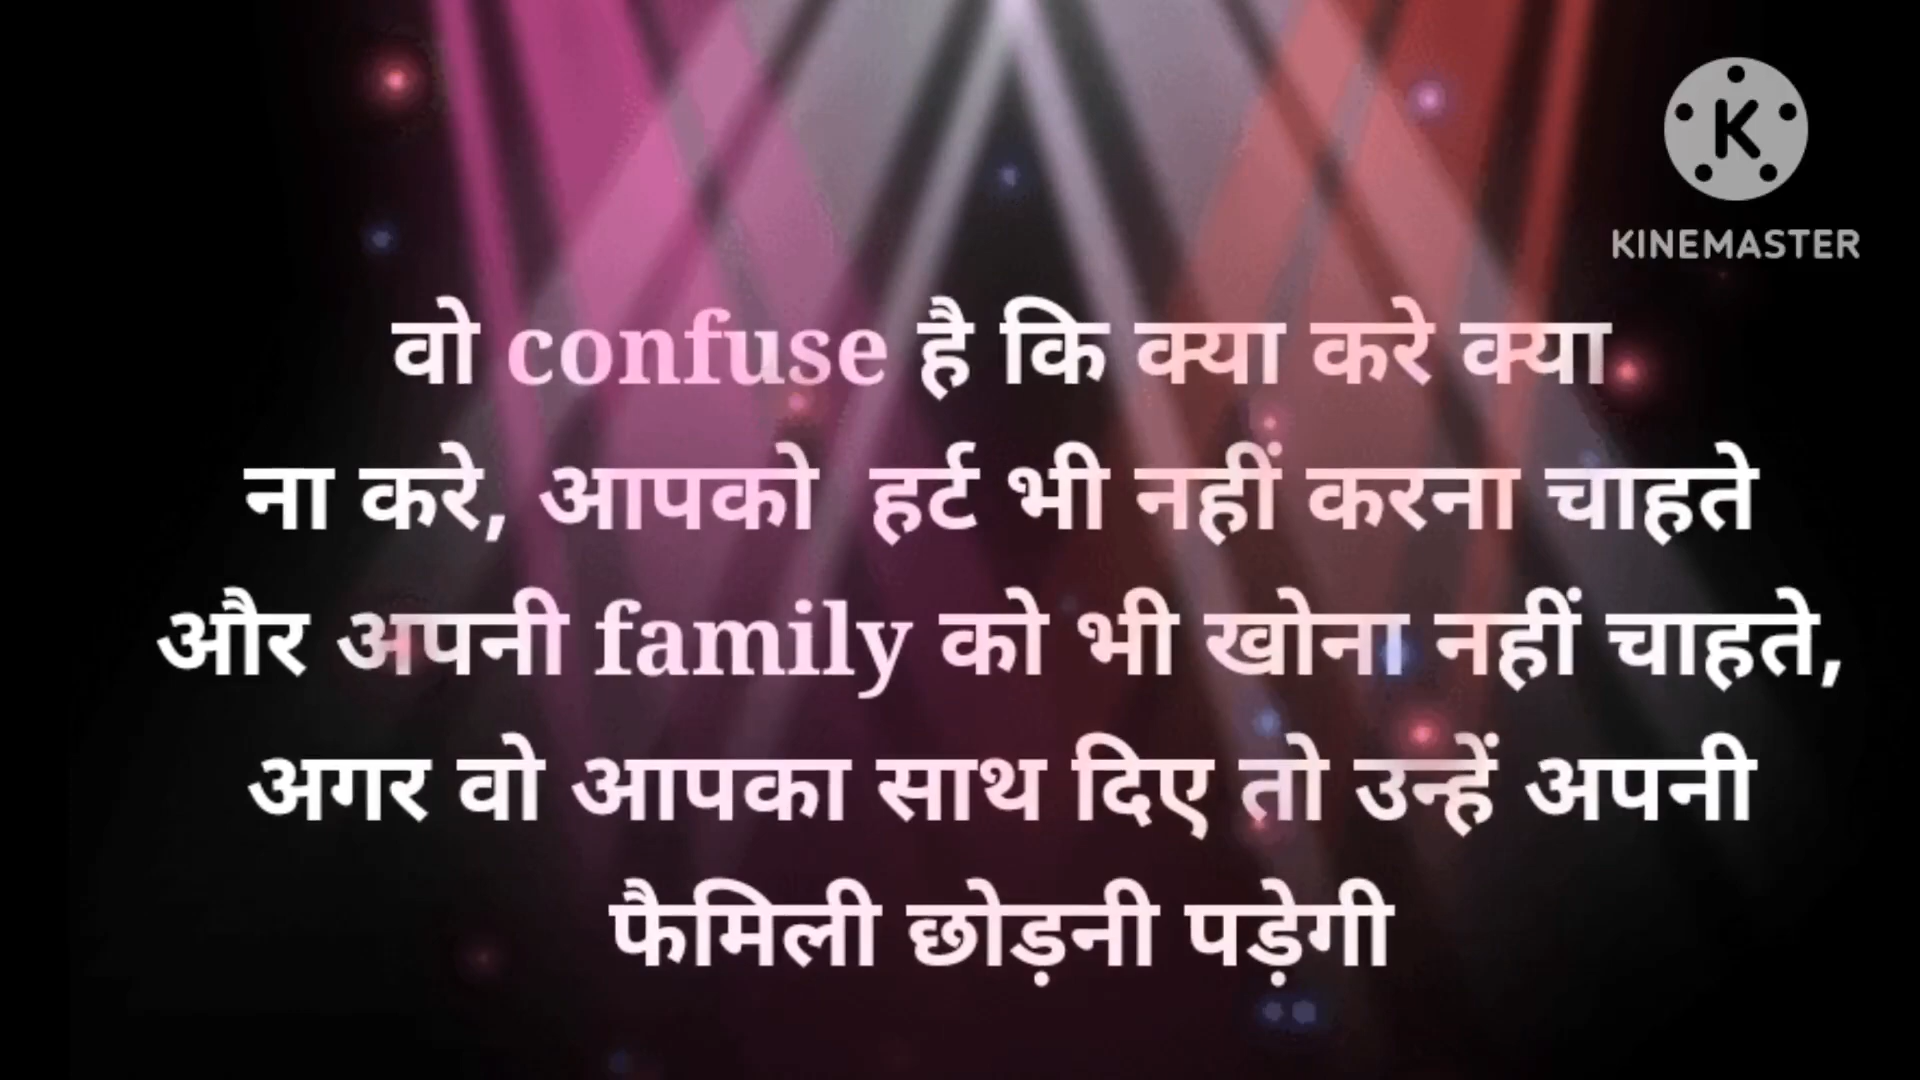 KINEMASTER
वो confuse है कि क्या करे क्या
ना करे, आपको हर्ट भी नहीं करना चाहते
और अपनी family को भी खोना नहीं चाहते,
अगर वो आपका साथ दिए तो उन्हें अपनी
फैमिली छोड़नी पड़ेगी